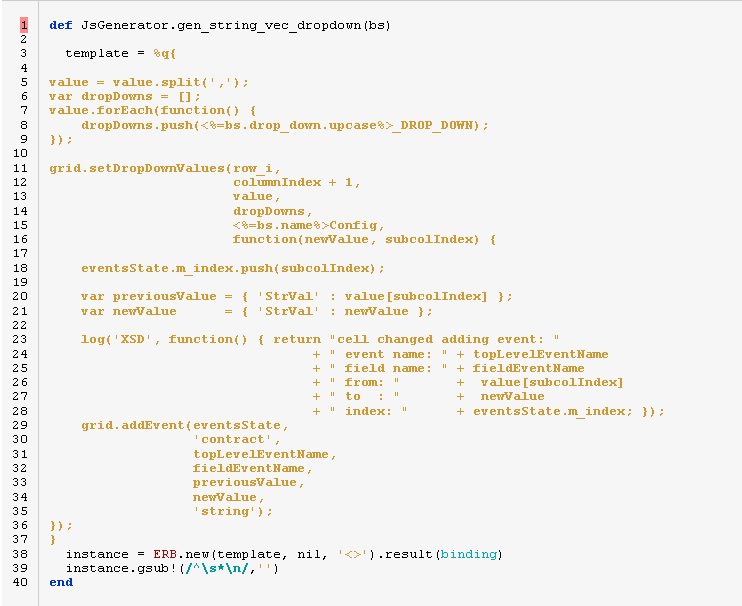 1 def JsGenerator.gen_string_vec_dropdown(bs)
2
3   template = %q{
4
5 value = value.split(',');
6 var dropDowns = [];
7 value.forEach(function() {
8     dropDowns.push(<%=bs.drop_down.upcase%>_DROP_DOWN);
9 });
10
11 grid.setDropDownValues(row_i,
12                        columnIndex + 1,
13                        value,
14                        dropDowns,
15                        <%=bs.name%>Config,
16                        function(newValue, subcolIndex) {
17
18     eventsState.m_index.push(subcolIndex);
19
20     var previousValue = { 'StrVal' : value[subcolIndex] };
21     var newValue      = { 'StrVal' : newValue };
22
23     log('XSD', function() { return "cell changed adding event: "
24                                  + " event name: " + topLevelEventName
25                                  + " field name: " + fieldEventName
26                                  + " from: "       +  value[subcolIndex]
27                                  + " to  : "       +  newValue
28                                  + " index: "      + eventsState.m_index; });
29     grid.addEvent(eventsState,
30                   'contract',
31                   topLevelEventName,
32                   fieldEventName,
33                   previousValue,
34                   newValue,
35                   'string');
36 });
37 }
38   instance = ERB.new(template, nil, '<>').result(binding)
39   instance.gsub!(/^\s*\n/,'')
40 end